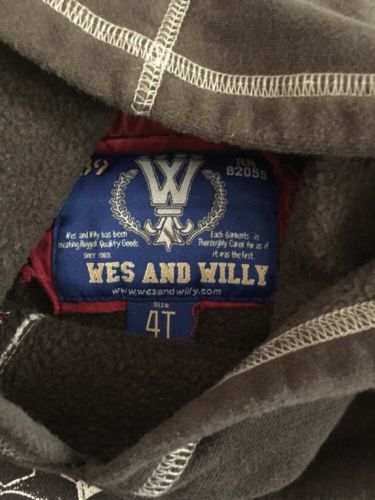 W
RN
82055
Wes and Willy has been
creating Rugged Quality Goods
since 1989.
Each Garment is
Thoroughly Cared for as if
it was the first.
WES AND WILLY
www.wesandwilly.com
SIZE
4T